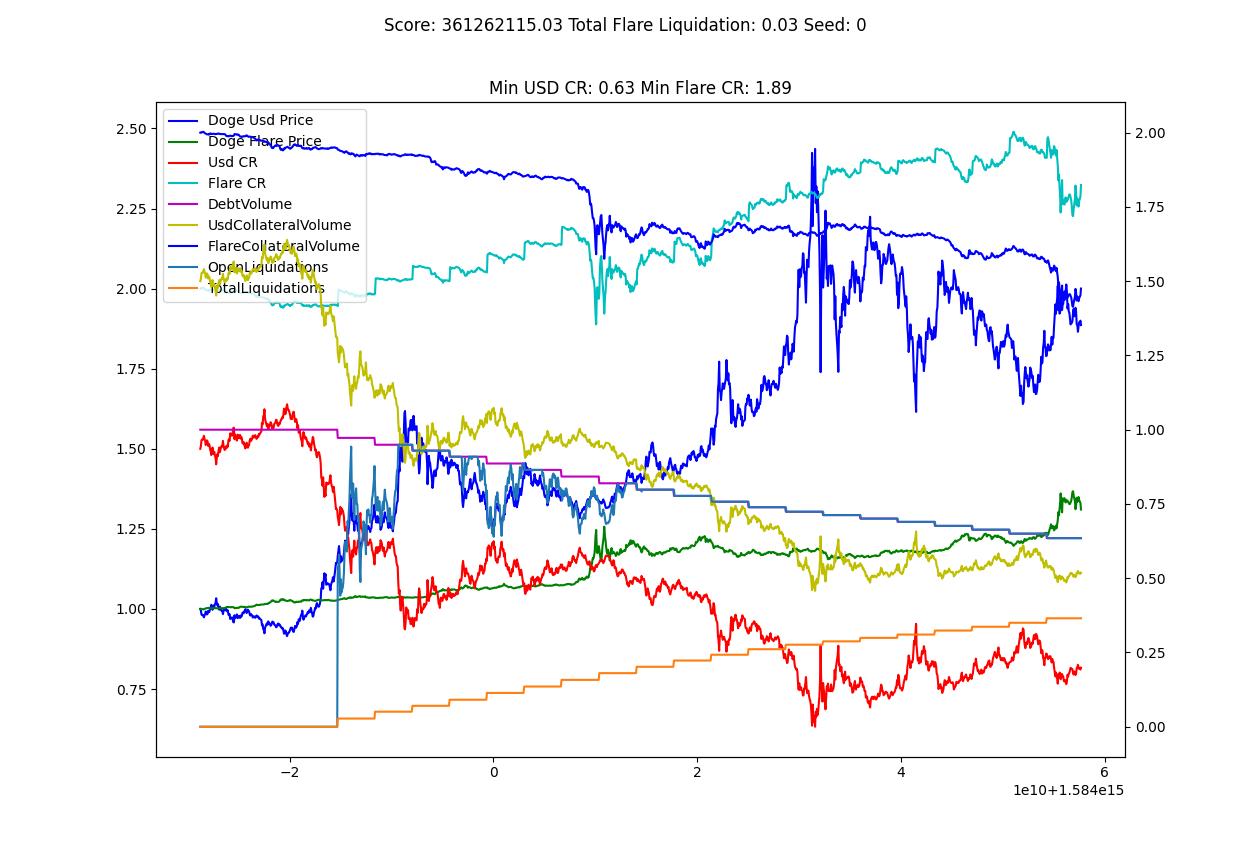 Score: 361262115.03 Total Flare Liquidation: 0.03 Seed: 0
Min USD CR: 0.63 Min Flare CR: 1.89
Doge Usd Price
Doge Flare Price
Usd CR
Flare CR
DebtVolume
UsdCollateralVolume
FlareCollateralVolume
OpenLiquidations
TotalLiquidations
2.50
2.25
2.00
1.75
1.50
1.25
1.00
0.75
2.00
1.75
1.50
1.25
1.00
0.75
0.50
0.25
0.00
−2 0 2 4 6
1e10+1.584e15